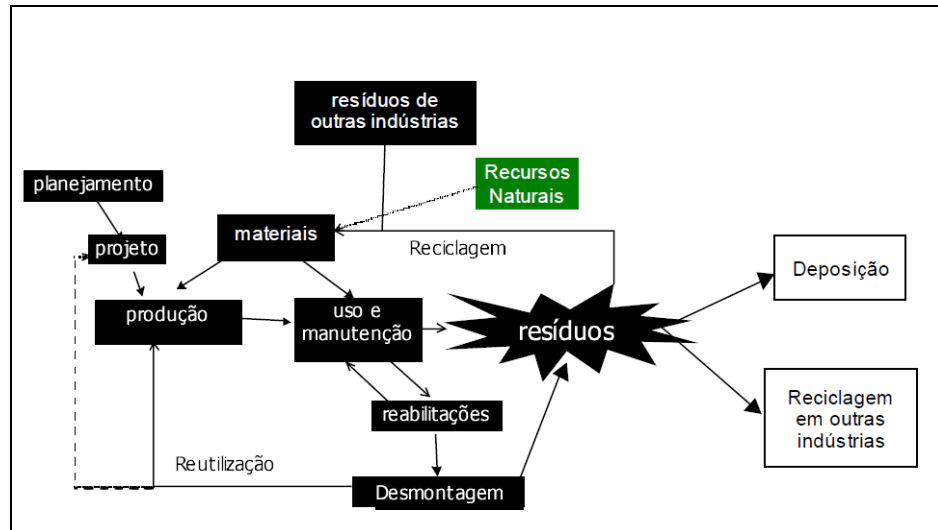 resíduos de
outras indústrias
Recursos
Naturais
planejamento
materiais
projeto
Reciclagem
Deposição
produção
uso e
manutenção
resíduos
Reciclagem
em outras
indústrias
reabilitações
Reutilização
Desmontagem